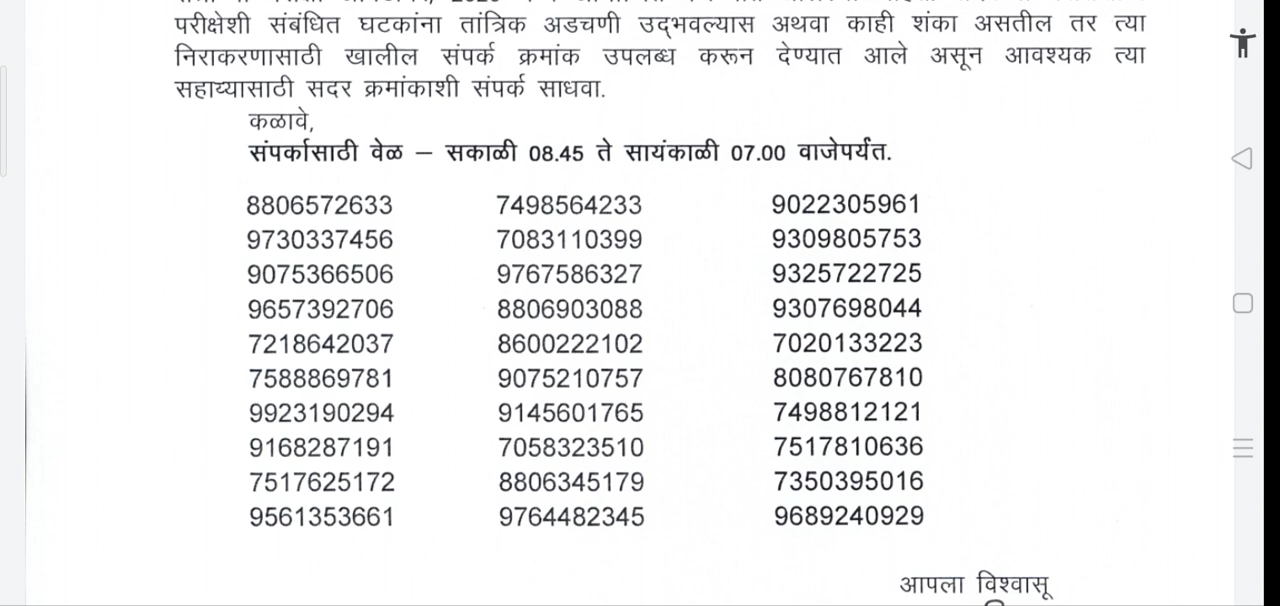 परीक्षेशी संबंधित घटकांना तांत्रिक अडचणी उद्भवल्यास अथवा काही शंका असतील तर त्या
निराकरणासाठी खालील संपर्क क्रमांक उपलब्ध करून देण्यात आले असून आवश्यक त्या
सहाय्यासाठी सदर क्रमांकाशी संपर्क साधवा.
कळावे,
संपर्कासाठी वेळ – सकाळी 08.45 ते सायंकाळी 07.00 वाजेपर्यंत.
8806572633 7498564233 9022305961
9730337456 7083110399 9309805753
9075366506 9767586327 9325722725
9657392706 8806903088 9307698044
7218642037 8600222102 7020133223
7588869781 9075210757 8080767810
9923190294 9145601765 7498812121
9168287191 7058323510 7517810636
7517625172 8806345179 7350395016
9561353661 9764482345 9689240929
आपला विश्वासू